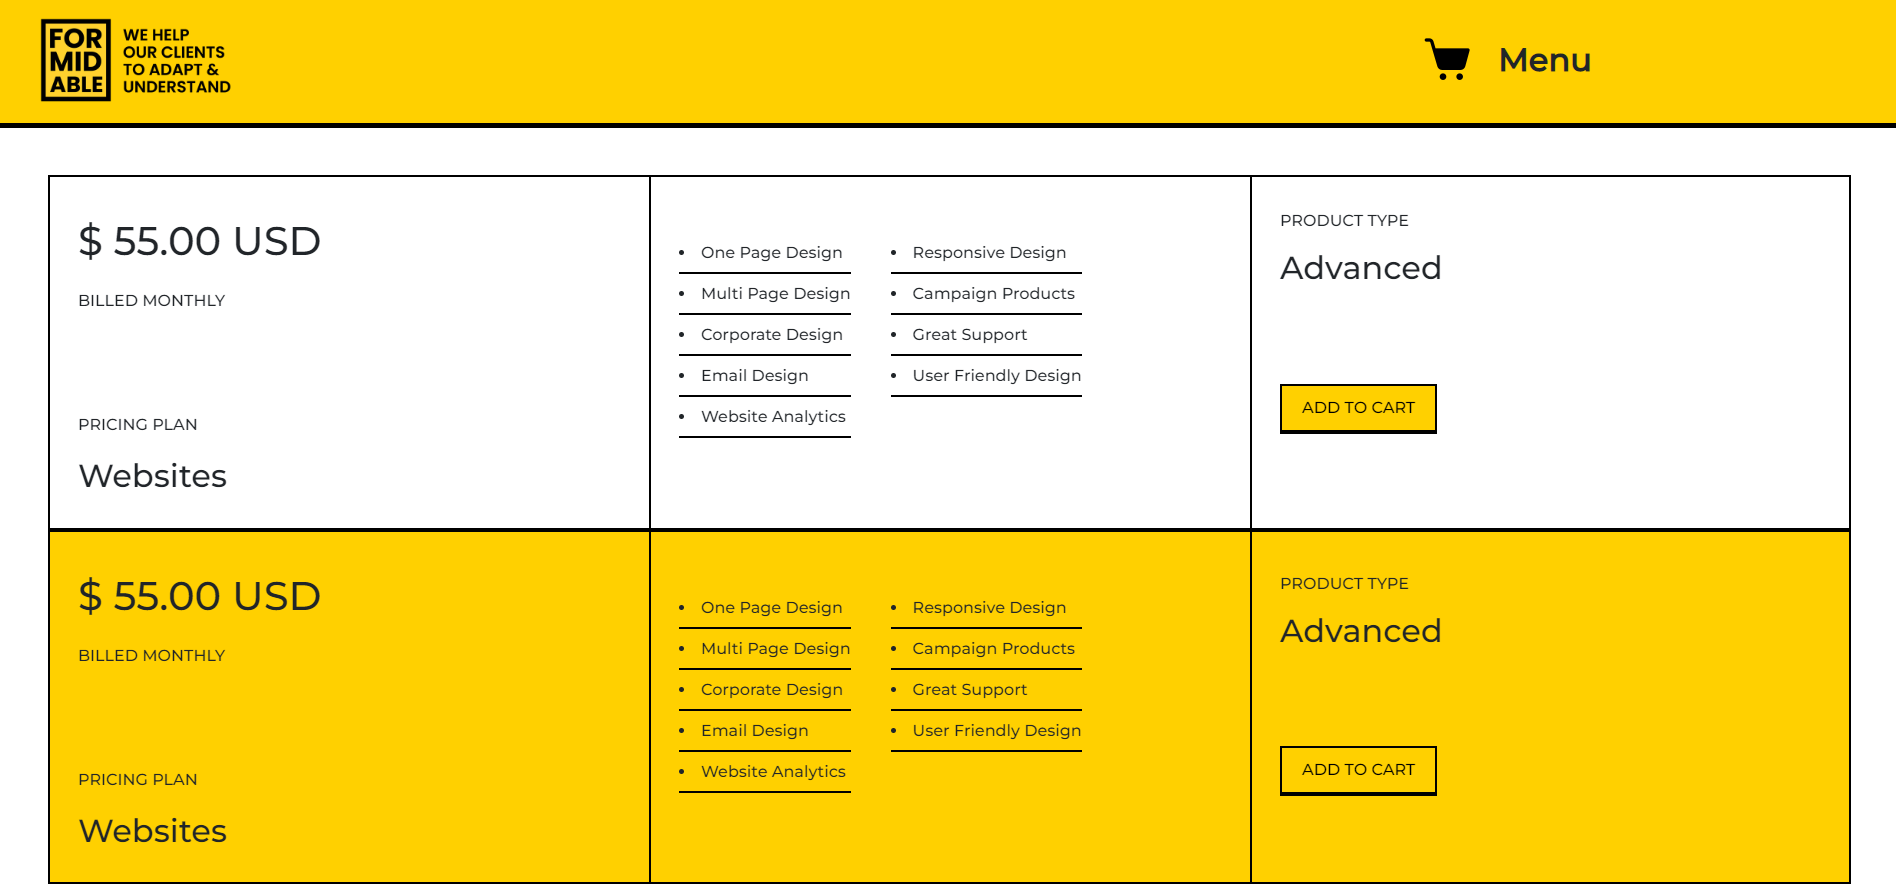 FOR
MID
ABLE
WE HELP
OUR CLIENTS
TO ADAPT &
UNDERSTAND
Menu
$ 55.00 USD
BILLED MONTHLY
PRICING PLAN
Websites
• One Page Design
• Multi Page Design
• Corporate Design
• Email Design
• Website Analytics
• Responsive Design
• Campaign Products
• Great Support
• User Friendly Design
PRODUCT TYPE
Advanced
ADD TO CART
$ 55.00 USD
BILLED MONTHLY
PRICING PLAN
Websites
• One Page Design
• Multi Page Design
• Corporate Design
• Email Design
• Website Analytics
• Responsive Design
• Campaign Products
• Great Support
• User Friendly Design
PRODUCT TYPE
Advanced
ADD TO CART